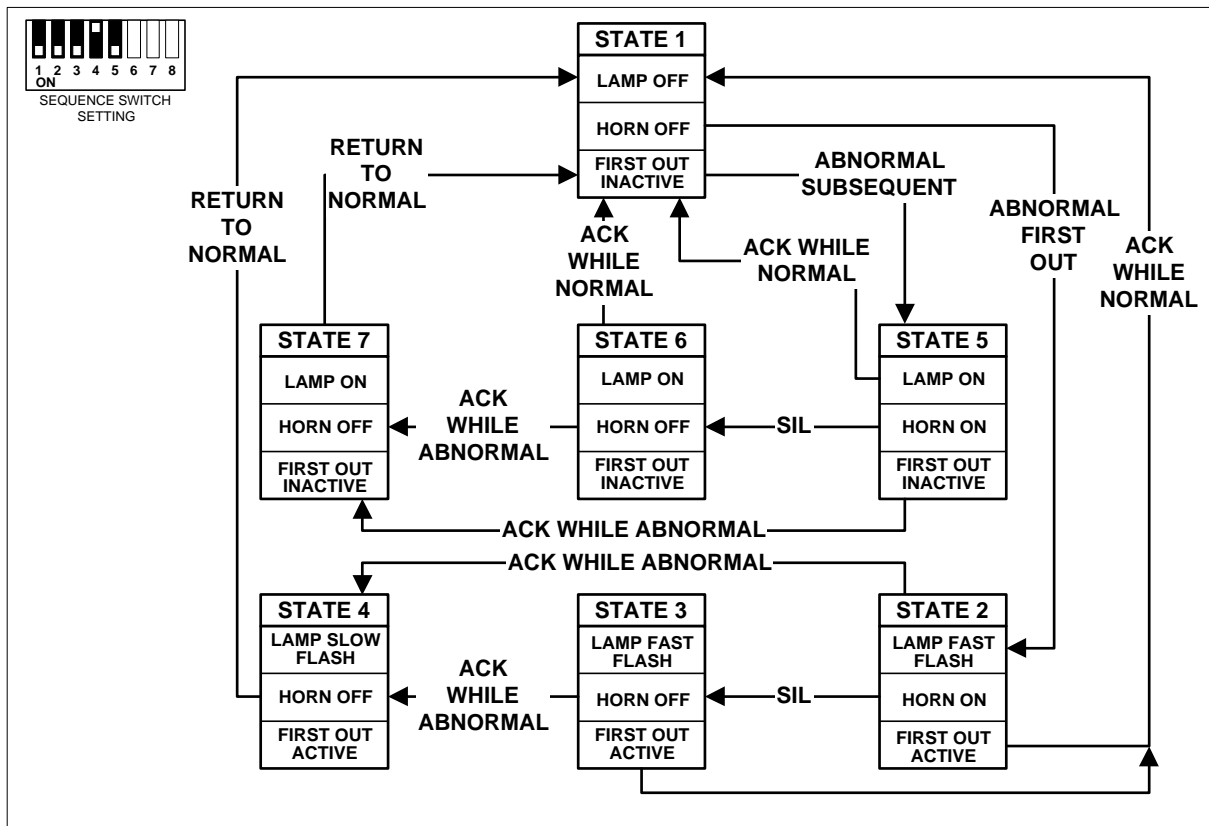 1 2 3 4 5 6 7 8
ON
SEQUENCE SWITCH
SETTING
STATE 1
LAMP OFF
HORN OFF
FIRST OUT
INACTIVE
RETURN
TO
NORMAL
RETURN
TO
NORMAL
ABNORMAL
SUBSEQUENT
ABNORMAL
FIRST
OUT
ACK
WHILE
NORMAL
ACK
WHILE
NORMAL
ACK WHILE
NORMAL
STATE 7
LAMP ON
HORN OFF
FIRST OUT
INACTIVE
ACK
WHILE
ABNORMAL
STATE 6
LAMP ON
HORN OFF
FIRST OUT
INACTIVE
SIL
STATE 5
LAMP ON
HORN ON
FIRST OUT
INACTIVE
ACK WHILE ABNORMAL
ACK WHILE ABNORMAL
STATE 4
LAMP SLOW
FLASH
HORN OFF
FIRST OUT
ACTIVE
ACK
WHILE
ABNORMAL
STATE 3
LAMP FAST
FLASH
HORN OFF
FIRST OUT
ACTIVE
SIL
STATE 2
LAMP FAST
FLASH
HORN ON
FIRST OUT
ACTIVE